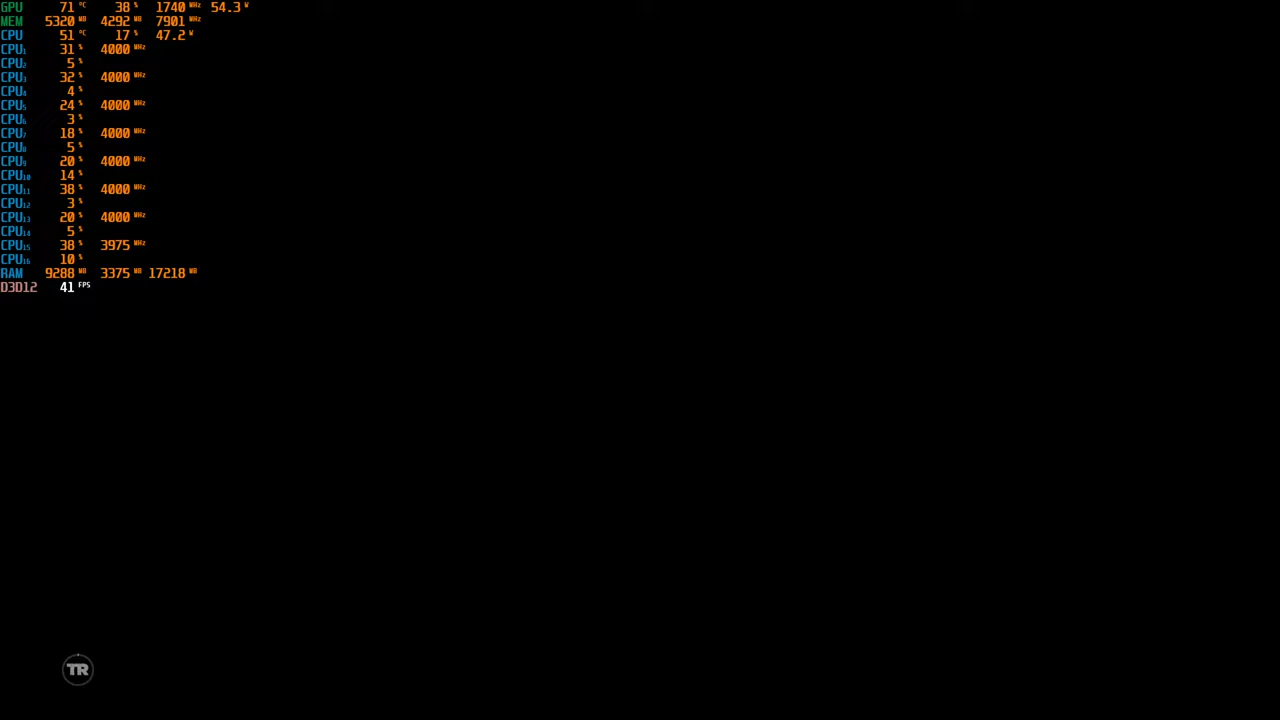 GPU 71 °C 38 % 1740 MHz 54.3 W
MEM 5320 MB 4292 MB 7901 MHz
CPU 51 °C 17 % 47.2 W
CPU1 31 % 4000 MHz
CPU2 5 %
CPU3 32 % 4000 MHz
CPU4 4 %
CPU5 24 % 4000 MHz
CPU6 3 %
CPU7 18 % 4000 MHz
CPU8 5 %
CPU9 20 % 4000 MHz
CPU10 14 %
CPU11 38 % 4000 MHz
CPU12 3 %
CPU13 20 % 4000 MHz
CPU14 5 %
CPU15 38 % 3975 MHz
CPU16 10 %
RAM 9288 MB 3375 MB 17218 MB
D3D12 41 FPS
TR